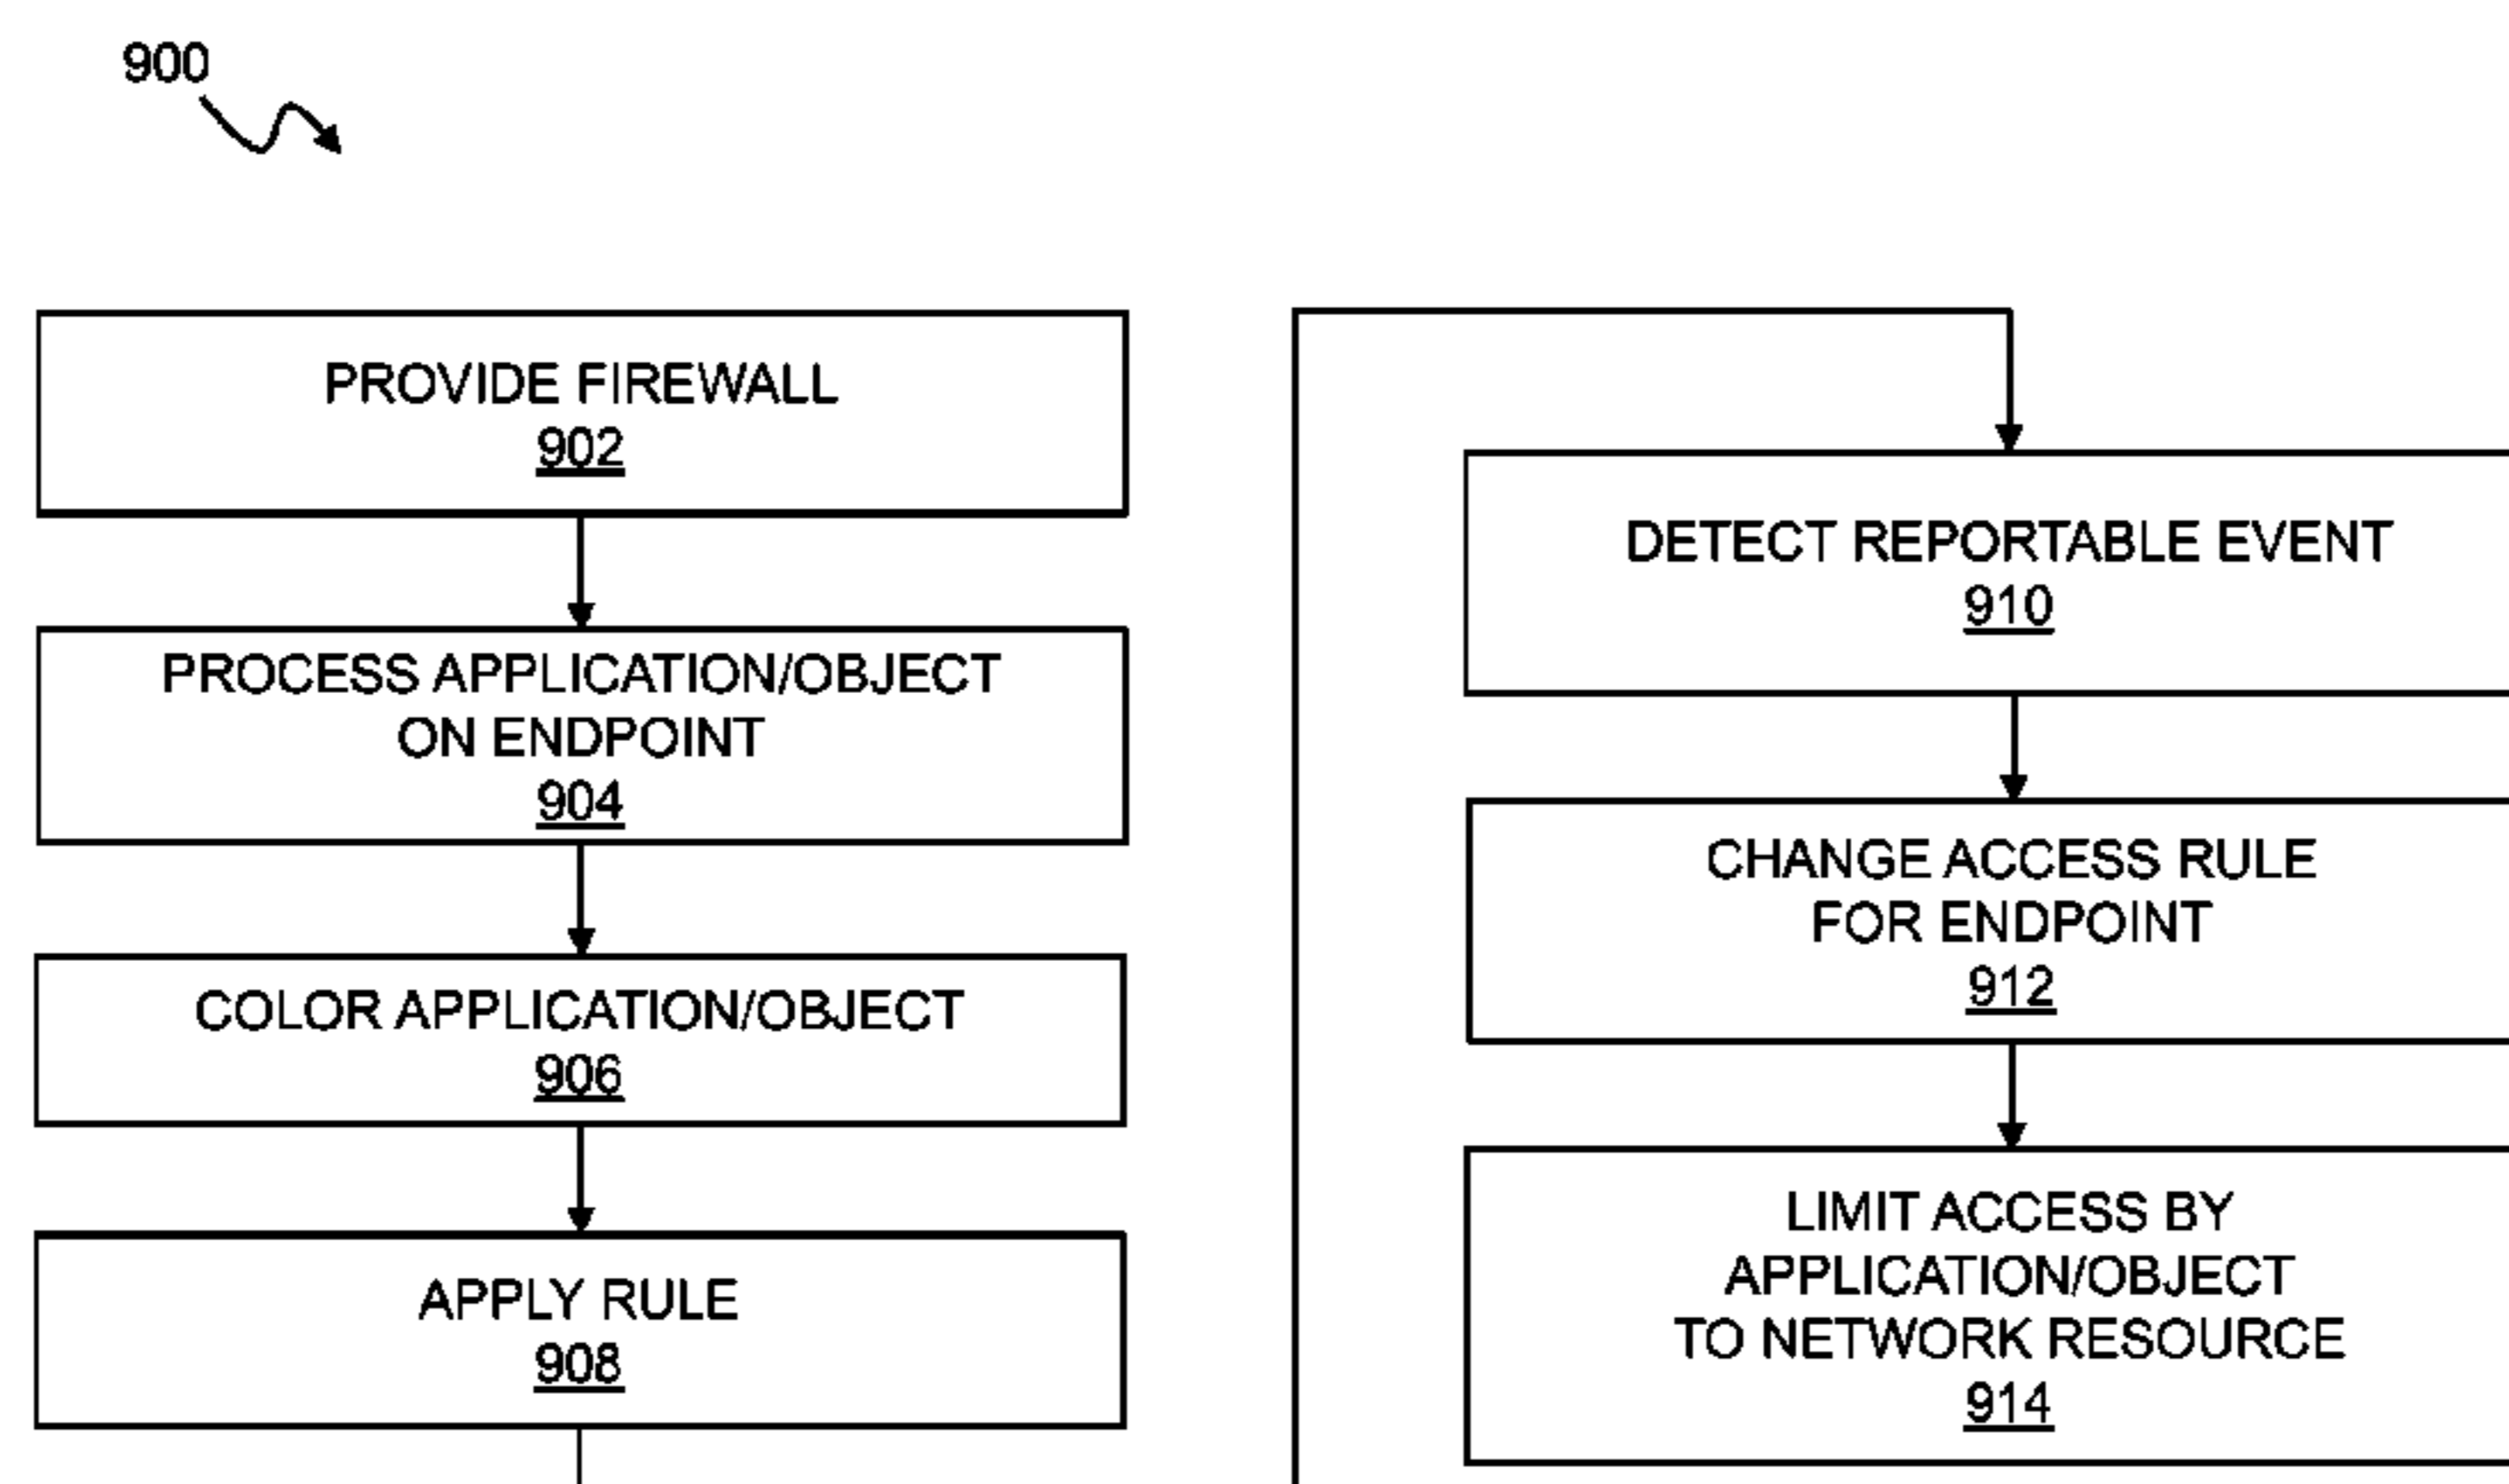 900
PROVIDE FIREWALL
902
PROCESS APPLICATION/OBJECT
ON ENDPOINT
904
COLOR APPLICATION/OBJECT
906
APPLY RULE
908
DETECT REPORTABLE EVENT
910
CHANGE ACCESS RULE
FOR ENDPOINT
912
LIMIT ACCESS BY
APPLICATION/OBJECT
TO NETWORK RESOURCE
914